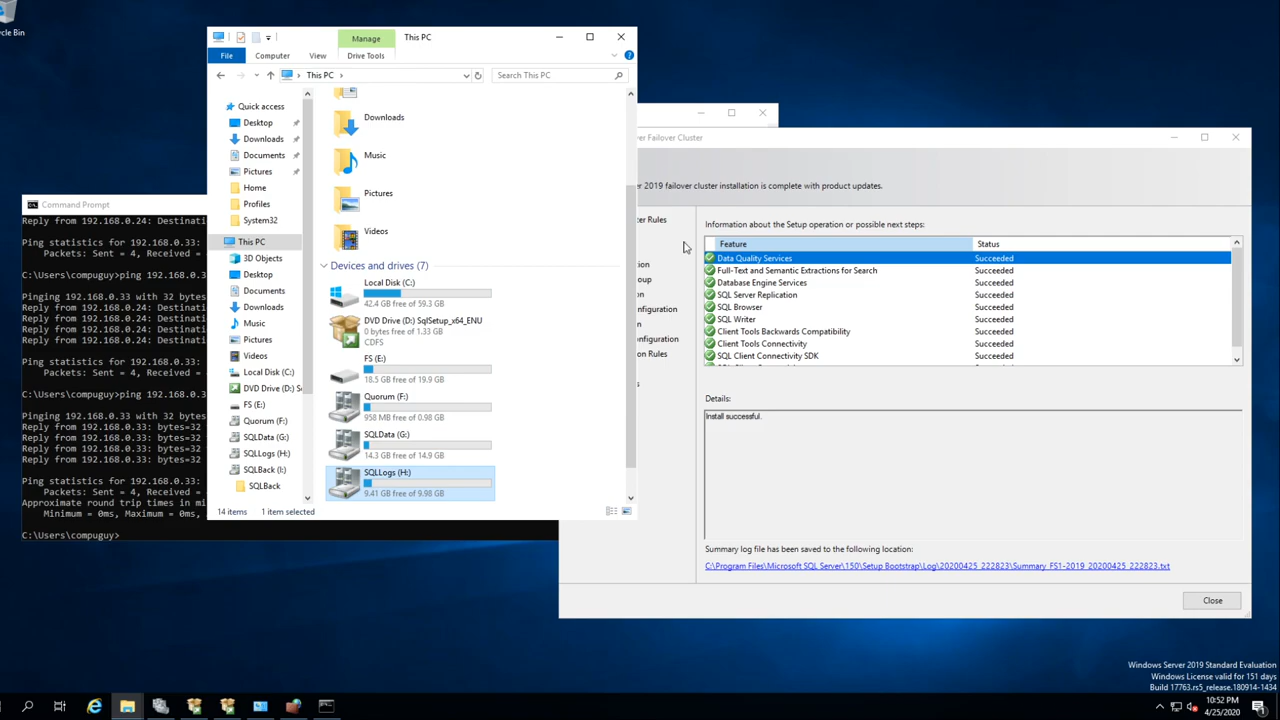 cycle Bin
Manage
This PC
File
Computer
View
Drive Tools
This PC
Search This PC
Quick access
Desktop
Downloads
Documents
Pictures
Home
Profiles
System32
This PC
3D Objects
Desktop
Documents
Downloads
Music
Pictures
Videos
Local Disk (C:)
DVD Drive (D:) S
FS (E:)
Quorum (F:)
SQLData (G:)
SQLLogs (H:)
SQLBack (I:)
SQLBack
Downloads
Music
Pictures
Videos
Devices and drives (7)
Local Disk (C:)
42.4 GB free of 59.3 GB
DVD Drive (D:) SqlSetup_x64_ENU
0 bytes free of 1.33 GB
CDFS
FS (E:)
18.5 GB free of 19.9 GB
Quorum (F:)
958 MB free of 0.98 GB
SQLData (G:)
14.3 GB free of 14.9 GB
SQLLogs (H:)
9.41 GB free of 9.98 GB
14 items
1 item selected
Command Prompt
Reply from 192.168.0.24: Destinati
Ping statistics for 192.168.0.33:
Packets: Sent = 4, Received =
C:\Users\compuguy>ping 192.168.0.3
Pinging 192.168.0.33 with 32 bytes
Reply from 192.168.0.24: Destinati
Reply from 192.168.0.24: Destinati
Reply from 192.168.0.24: Destinati
Reply from 192.168.0.24: Destinati
Ping statistics for 192.168.0.33:
Packets: Sent = 4, Received =
C:\Users\compuguy>ping 192.168.0.3
Pinging 192.168.0.33 with 32 bytes
Reply from 192.168.0.33: bytes=32
Reply from 192.168.0.33: bytes=32
Reply from 192.168.0.33: bytes=32
Reply from 192.168.0.33: bytes=32
Ping statistics for 192.168.0.33:
Packets: Sent = 4, Received =
Approximate round trip times in mi
Minimum = 0ms, Maximum = 0ms,
C:\Users\compuguy>
er Failover Cluster
er 2019 failover cluster installation is complete with product updates.
ter Rules
tion
oup
on
onfiguration
n
nfiguration
on Rules
s
Information about the Setup operation or possible next steps:
Feature
Status
Data Quality Services
Succeeded
Full-Text and Semantic Extractions for Search
Succeeded
Database Engine Services
Succeeded
SQL Server Replication
Succeeded
SQL Browser
Succeeded
SQL Writer
Succeeded
Client Tools Backwards Compatibility
Succeeded
Client Tools Connectivity
Succeeded
SQL Client Connectivity SDK
Succeeded
Details:
Install successful.
Summary log file has been saved to the following location:
C:\Program Files\Microsoft SQL Server\150\Setup Bootstrap\Log\20200425_222823\Summary_FS1-2019_20200425_222823.txt
Close
Windows Server 2019 Standard Evaluation
Windows License valid for 151 days
Build 17763.rs5_release.180914-1434
10:52 PM
4/25/2020
1